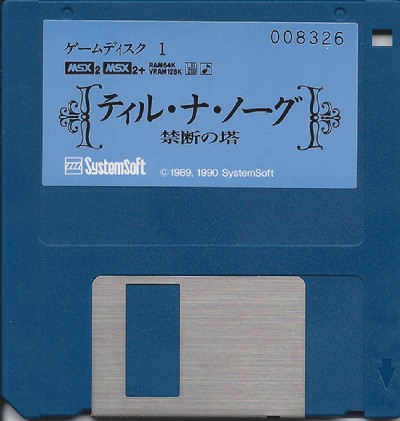 ゲームディスク 1
008326
MSX2 MSX2+ RAM64K VRAM128K
ティル・ナ・ノーグ
禁断の塔
SystemSoft
©1989, 1990 SystemSoft